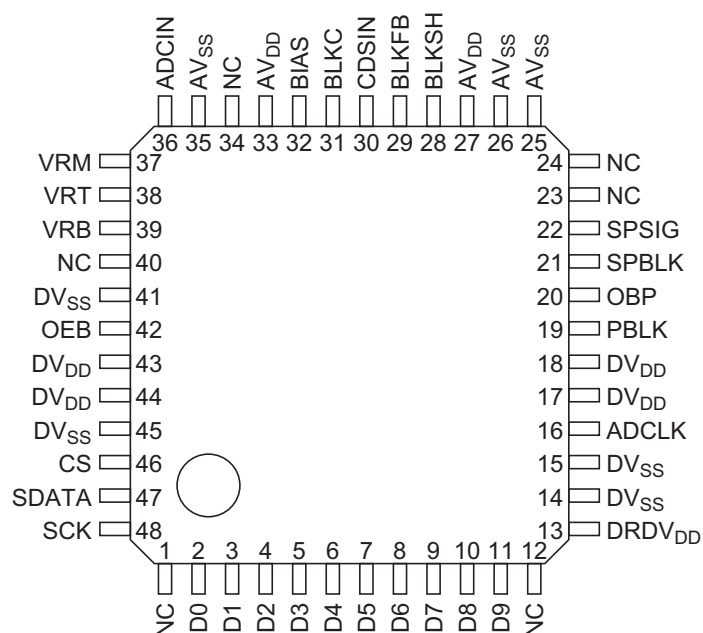 ADCIN AVSS NC AVDD BIAS BLKC CDSIN BLKFB BLKSH AVDD AVSS AVSS
36 35 34 33 32 31 30 29 28 27 26 25
VRM 37 24 NC
VRT 38 23 NC
VRB 39 22 SPSIG
NC 40 21 SPBLK
DVSS 41 20 OBP
OEB 42 19 PBLK
DVDD 43 18 DVDD
DVDD 44 17 DVDD
DVSS 45 16 ADCLK
CS 46 15 DVSS
SDATA 47 14 DVSS
SCK 48 13 DRDVDD
1 2 3 4 5 6 7 8 9 10 11 12
NC D0 D1 D2 D3 D4 D5 D6 D7 D8 D9 NC